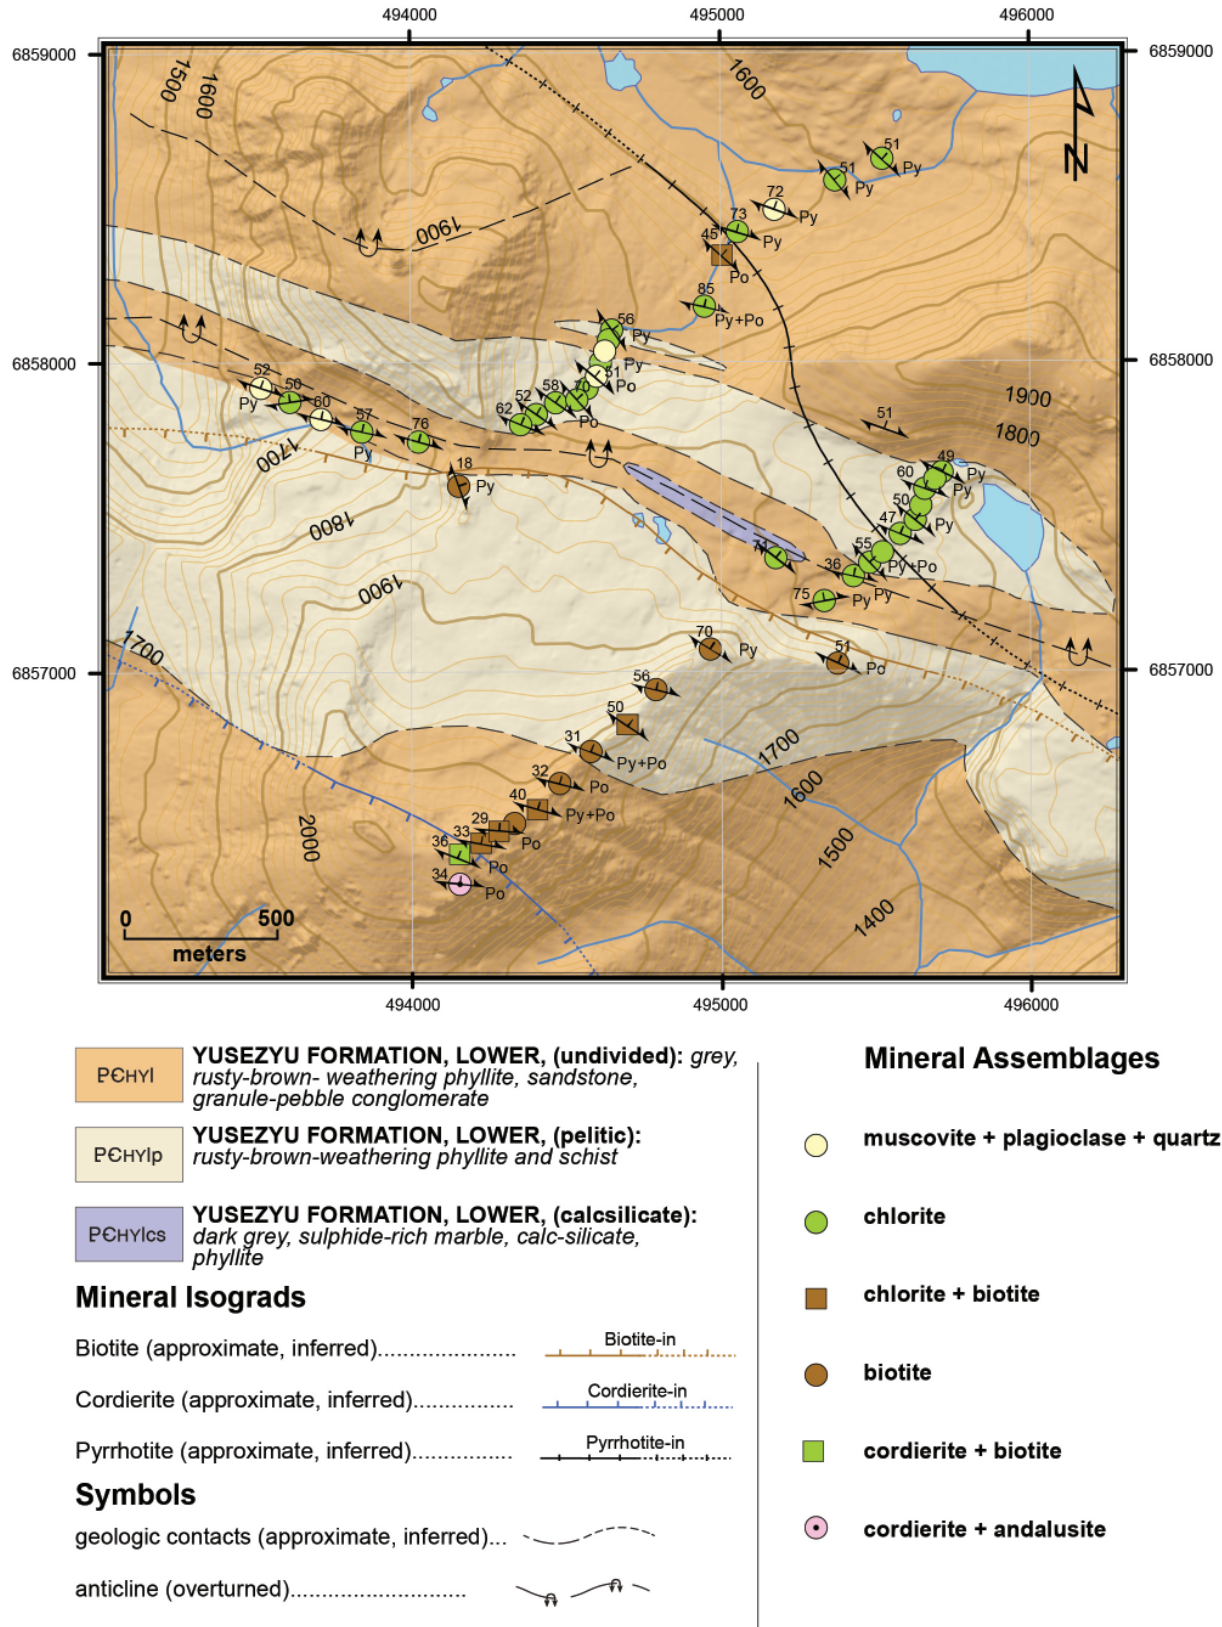 494000 495000 496000
6859000 6859000
1500
1600
1600
51
Py
51
Py
72
Py
73
Py
1900
45
Po
85
Py+Po
56
Py
6858000 6858000
Py
51
Po
52
50
Py
60
57
Py
76
58
70
52
62
Po
1900
51
1800
1700
18
Py
49
Py
60
Py
50
Py
47
55
Py+Po
1800
71
36
Py
75
Py
1900
1700
70
Py
51
Po
6857000 6857000
56
50
31
Py+Po
1700
32
Po
1600
40
Py+Po
29
Po
33
36
Po
34
Po
2000
1500
1400
N
0 500
meters
494000 495000 496000
PЄHYl YUSEZYU FORMATION, LOWER, (undivided): grey,
rusty-brown- weathering phyllite, sandstone,
granule-pebble conglomerate
PЄHYlp YUSEZYU FORMATION, LOWER, (pelitic):
rusty-brown-weathering phyllite and schist
PЄHYlcs YUSEZYU FORMATION, LOWER, (calcsilicate):
dark grey, sulphide-rich marble, calc-silicate,
phyllite
Mineral Isograds
Biotite (approximate, inferred)....................... Biotite-in
Cordierite (approximate, inferred)................. Cordierite-in
Pyrrhotite (approximate, inferred)................. Pyrrhotite-in
Symbols
geologic contacts (approximate, inferred)...
anticline (overturned).............................
Mineral Assemblages
muscovite + plagioclase + quartz
chlorite
chlorite + biotite
biotite
cordierite + biotite
cordierite + andalusite